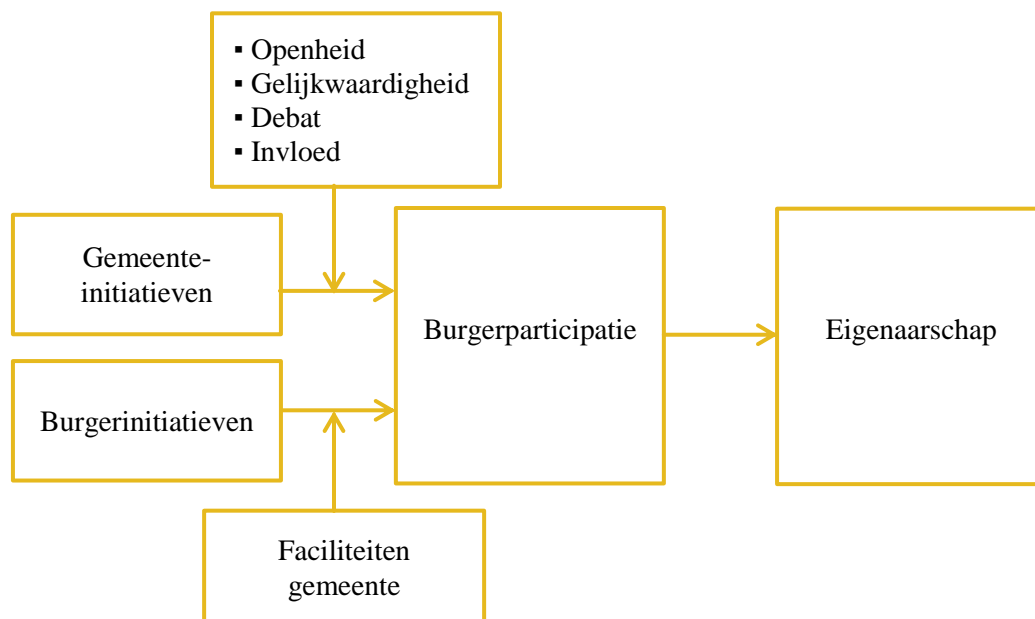 ▪ Openheid
▪ Gelijkwaardigheid
▪ Debat
▪ Invloed
Gemeente-
initiatieven
Burgerparticipatie
Eigenaarschap
Burgerinitiatieven
Faciliteiten
gemeente